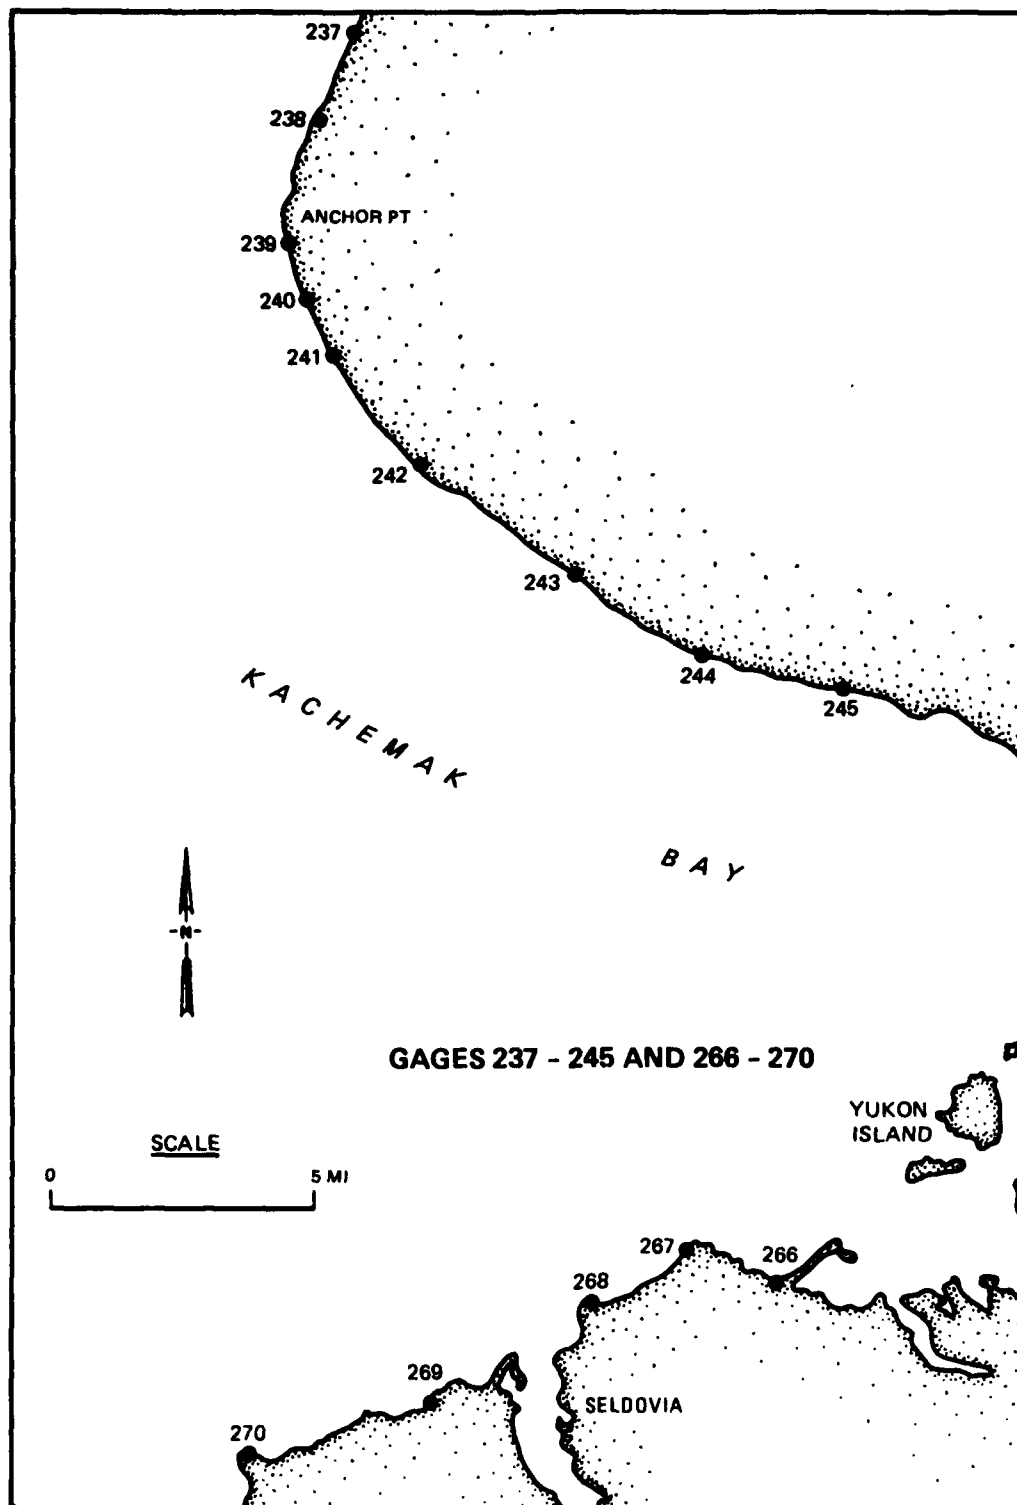 237
238
ANCHOR PT
239
240
241
242
243
244
245
KACHEMAK
BAY
-N-
GAGES 237 - 245 AND 266 - 270
YUKON
ISLAND
SCALE
0 5 MI
267
266
268
269
SELDOVIA
270